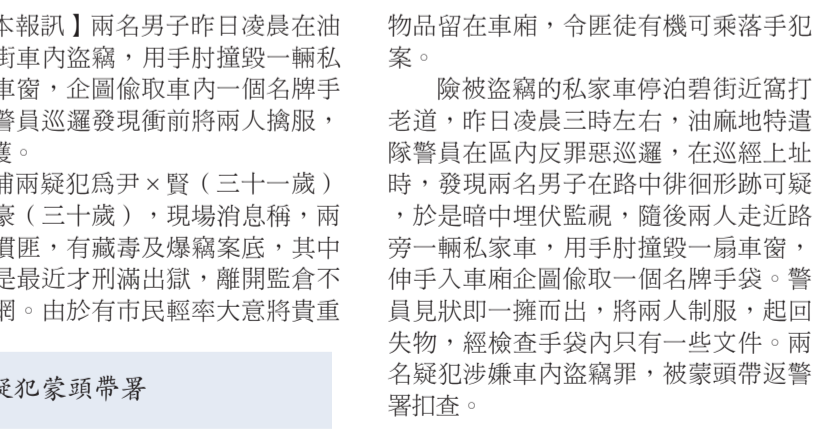 本報訊】兩名男子昨日凌晨在油
街車內盜竊，用手肘撞毀一輛私
車窗，企圖偷取車內一個名牌手
警員巡邏發現衝前將兩人擒服，
獲。
捕兩疑犯為尹×賢（三十一歲）
豪（三十歲），現場消息稱，兩
慣匪，有藏毒及爆竊案底，其中
是最近才刑滿出獄，離開監倉不
網。由於有市民輕率大意將貴重
疑犯蒙頭帶署
物品留在車廂，令匪徒有機可乘落手犯
案。
險被盜竊的私家車停泊碧街近窩打
老道，昨日凌晨三時左右，油麻地特遣
隊警員在區內反罪惡巡邏，在巡經上址
時，發現兩名男子在路中徘徊形跡可疑
，於是暗中埋伏監視，隨後兩人走近路
旁一輛私家車，用手肘撞毀一扇車窗，
伸手入車廂企圖偷取一個名牌手袋。警
員見狀即一擁而出，將兩人制服，起回
失物，經檢查手袋內只有一些文件。兩
名疑犯涉嫌車內盜竊罪，被蒙頭帶返警
署扣查。